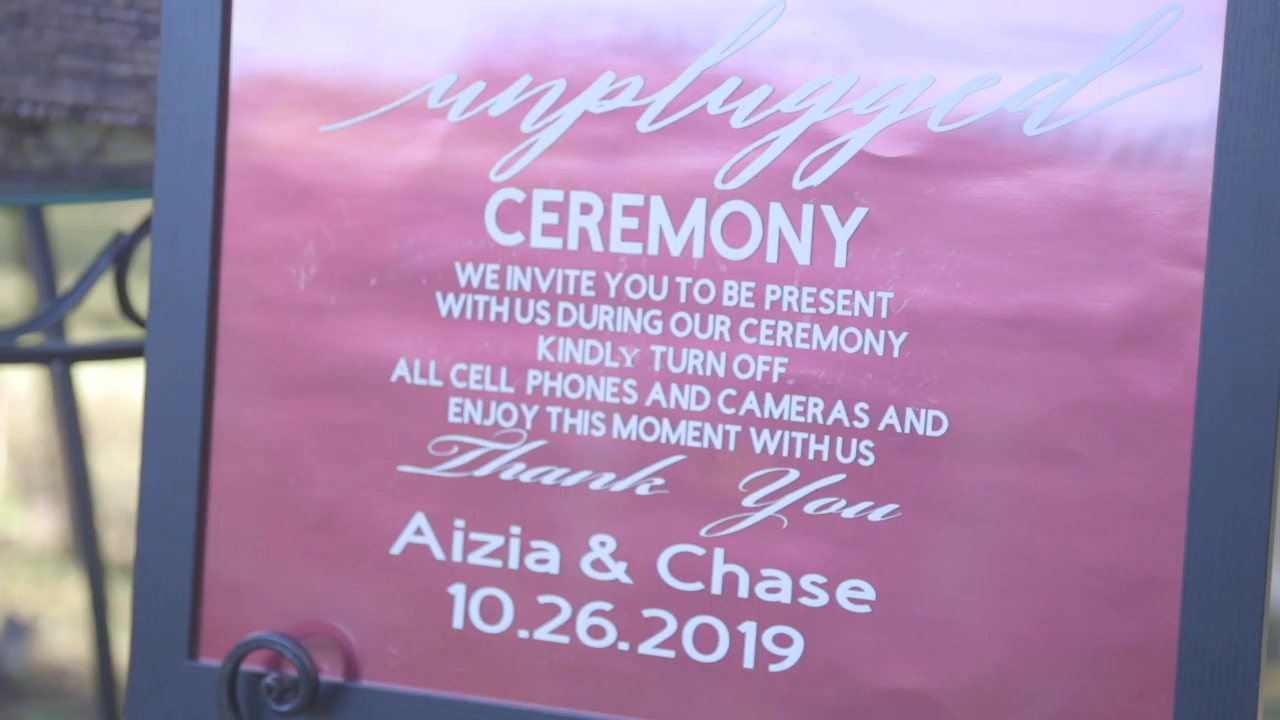 unplugged
CEREMONY
WE INVITE YOU TO BE PRESENT
WITH US DURING OUR CEREMONY
KINDLY TURN OFF
ALL CELL PHONES AND CAMERAS AND
ENJOY THIS MOMENT WITH US
Thank You
Aizia & Chase
10.26.2019